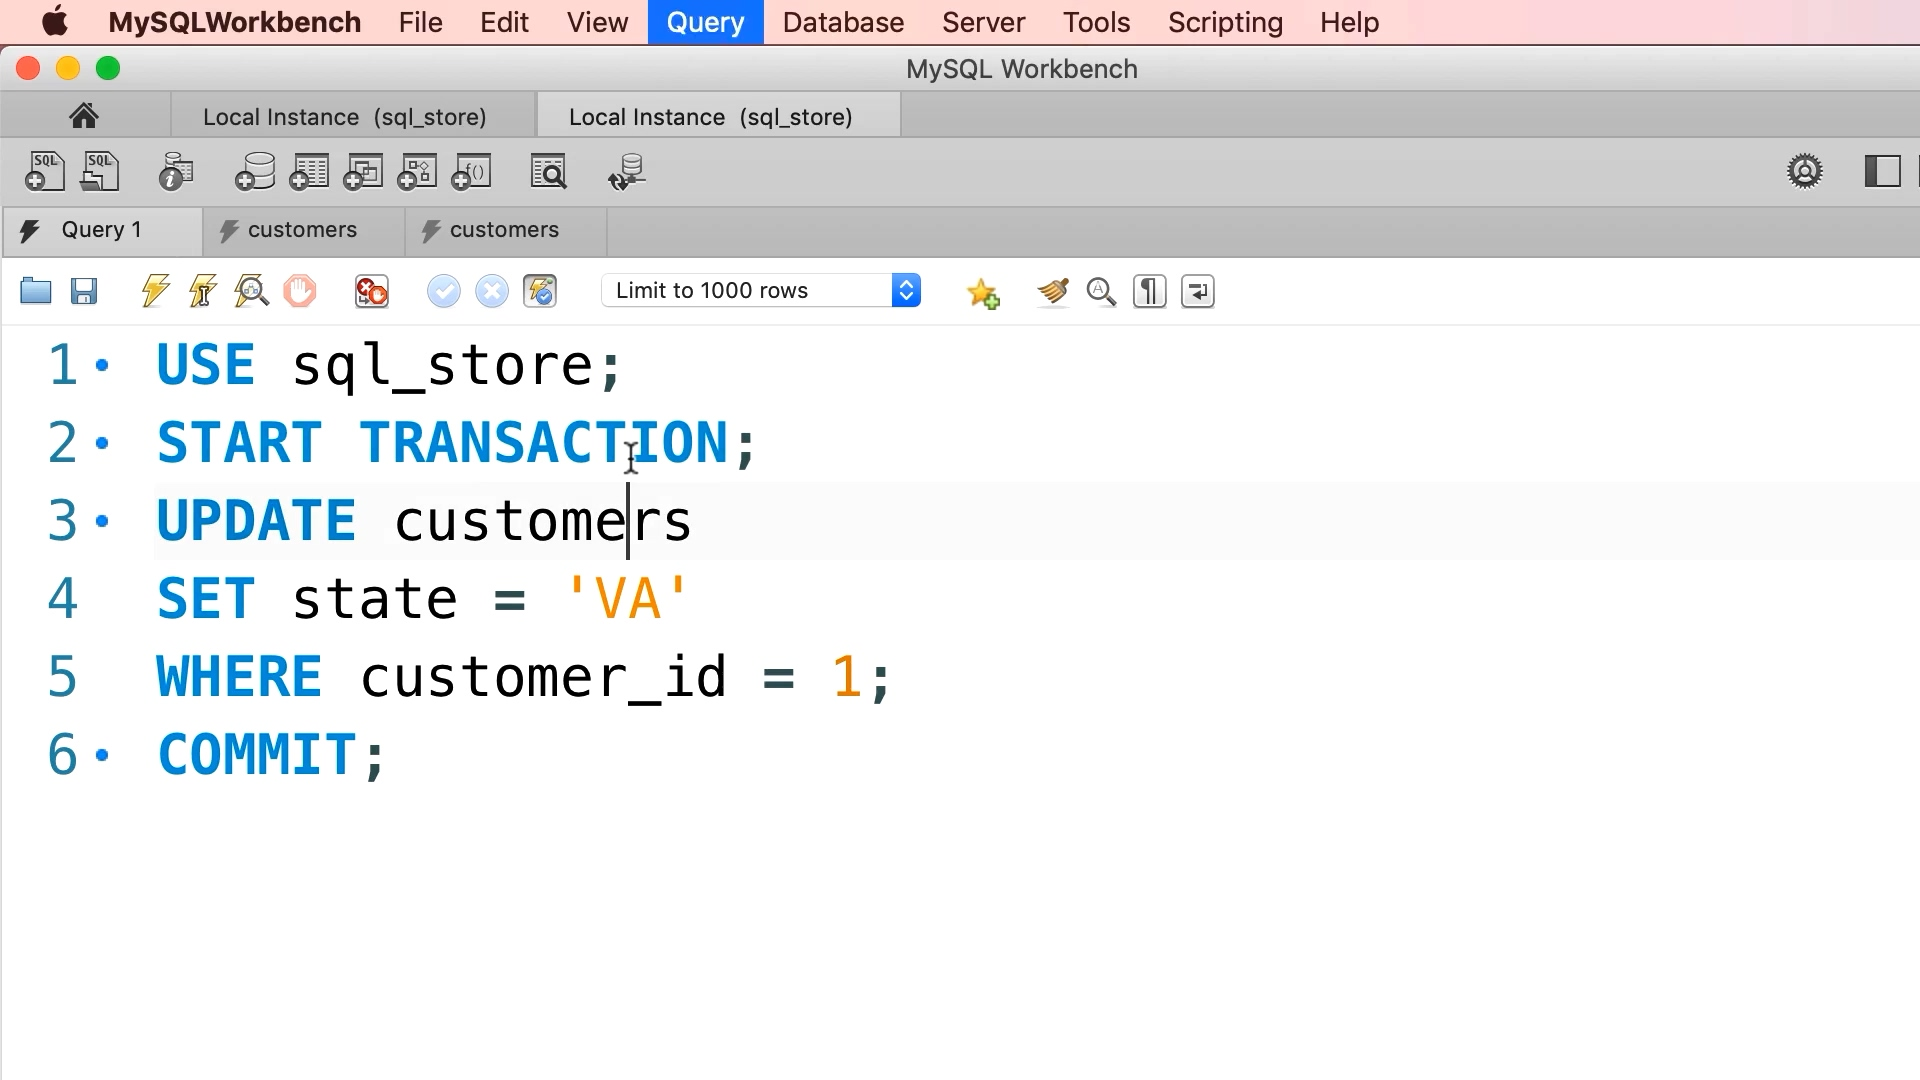 MySQLWorkbench File Edit View Query Database Server Tools Scripting Help
MySQL Workbench
Local Instance (sql_store) Local Instance (sql_store)
SQL SQL i f()
Query 1 customers customers
Limit to 1000 rows
1 USE sql_store;
2 START TRANSACTION;
3 UPDATE customers
4 SET state = 'VA'
5 WHERE customer_id = 1;
6 COMMIT;